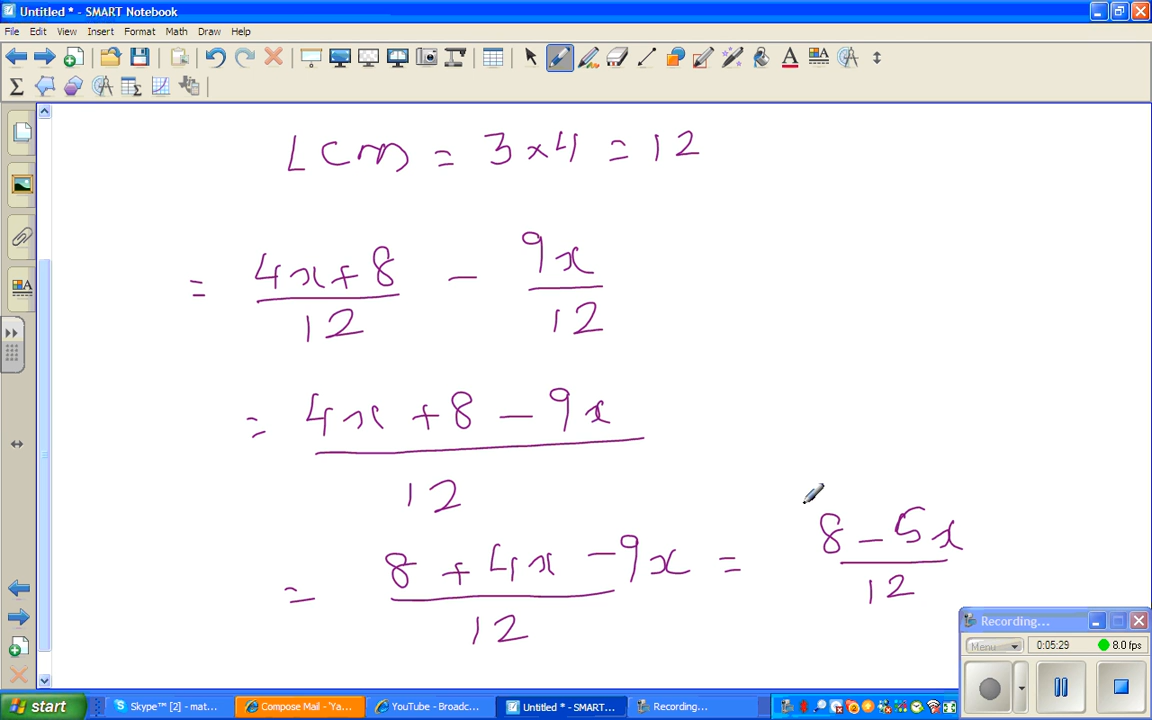 Untitled * - SMART Notebook
File Edit View Insert Format Math Draw Help
LCM = 3 × 4 = 12
= 4x+8 / 12 - 9x / 12
= 4x + 8 - 9x / 12
= 8 + 4x - 9x / 12 = 8 - 5x / 12
Recording...
Menu 0:05:29 8.0 fps
start Skype™ [2] - mat... Compose Mail - 'Ya... YouTube - Broadc... Untitled * - SMART... Recording...